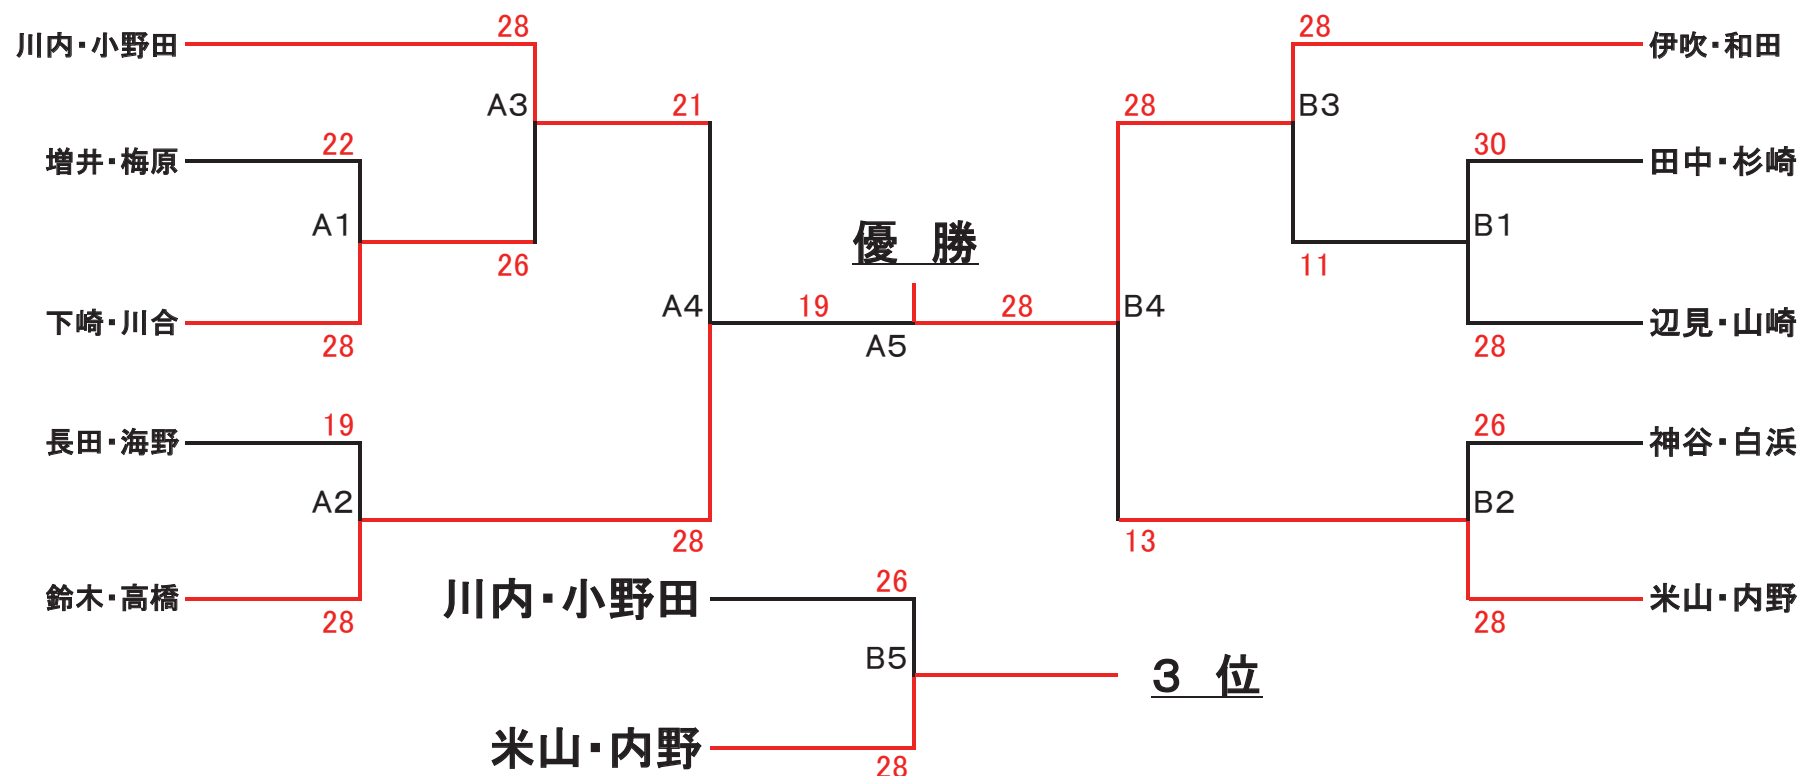 28
28
川内・小野田
伊吹・和田
A3
21
28
B3
22
30
増井・梅原
田中・杉崎
A1
B1
優　勝
26
11
A4
19
28
B4
下崎・川合
辺見・山崎
28
A5
28
19
26
長田・海野
神谷・白浜
A2
B2
28
13
川内・小野田
26
鈴木・高橋
米山・内野
28
28
B5
３　位
米山・内野
28